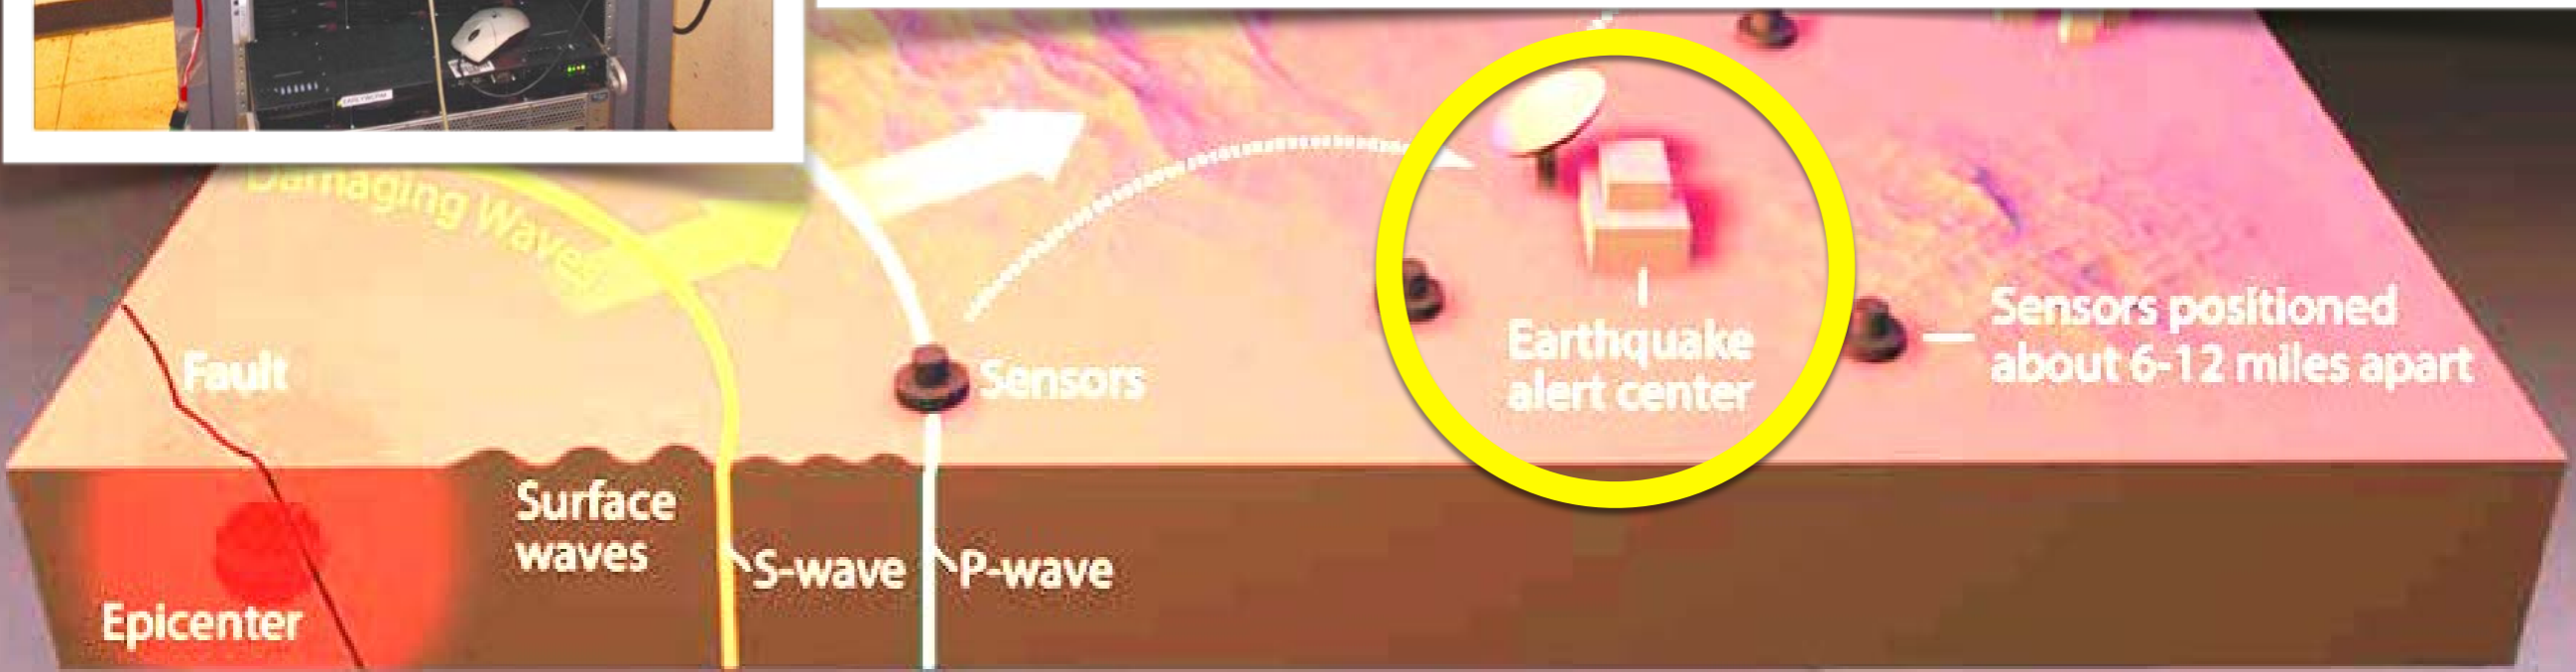 Damaging Waves
Fault
Sensors
Earthquake
alert center
Sensors positioned
about 6-12 miles apart
Surface
waves
S-wave
P-wave
Epicenter